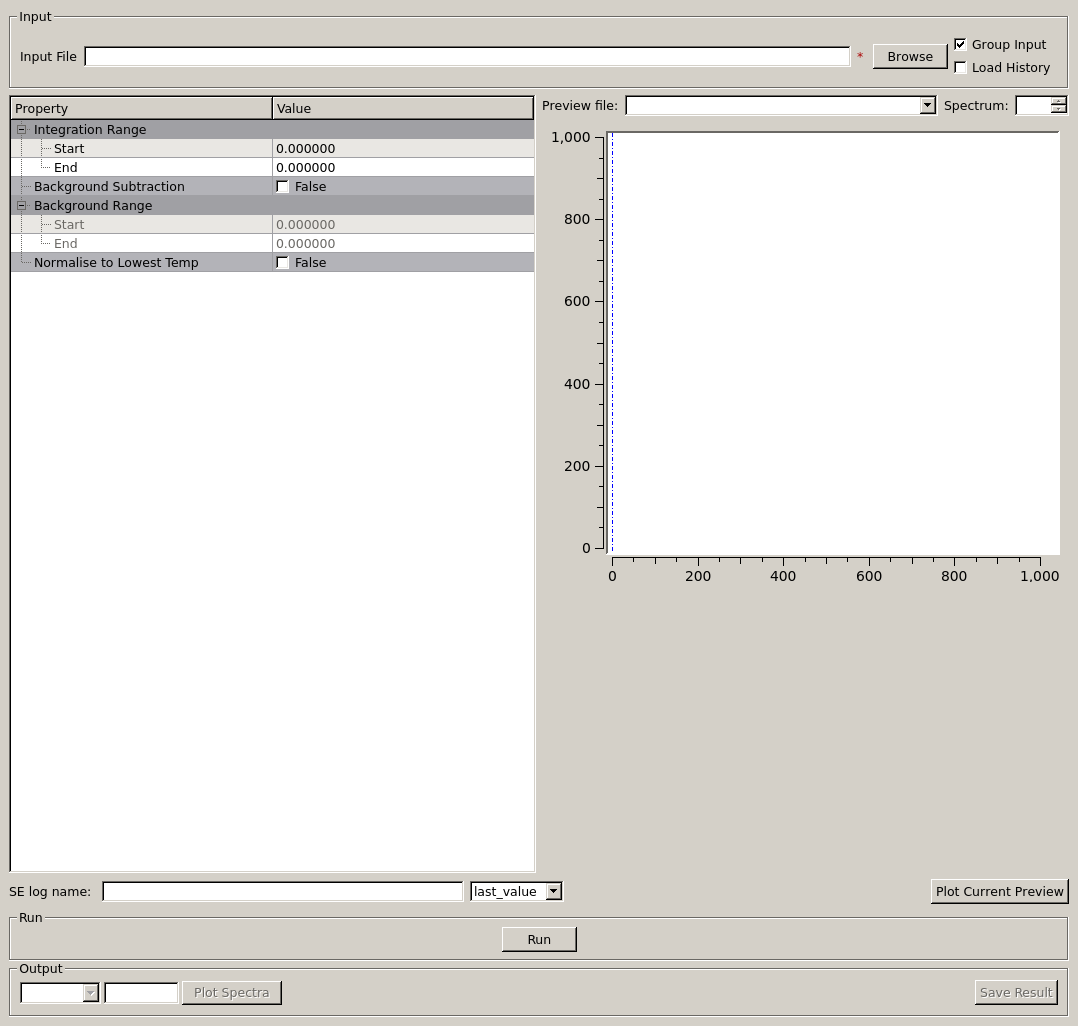 Input
Input File * Browse Group Input
Load History
Property Value Preview file: Spectrum:
Integration Range
Start 0.000000
End 0.000000
Background Subtraction False
Background Range
Start 0.000000
End 0.000000
Normalise to Lowest Temp False
1,000
800
600
400
200
0
0 200 400 600 800 1,000
SE log name: last_value Plot Current Preview
Run
Run
Output
Plot Spectra Save Result